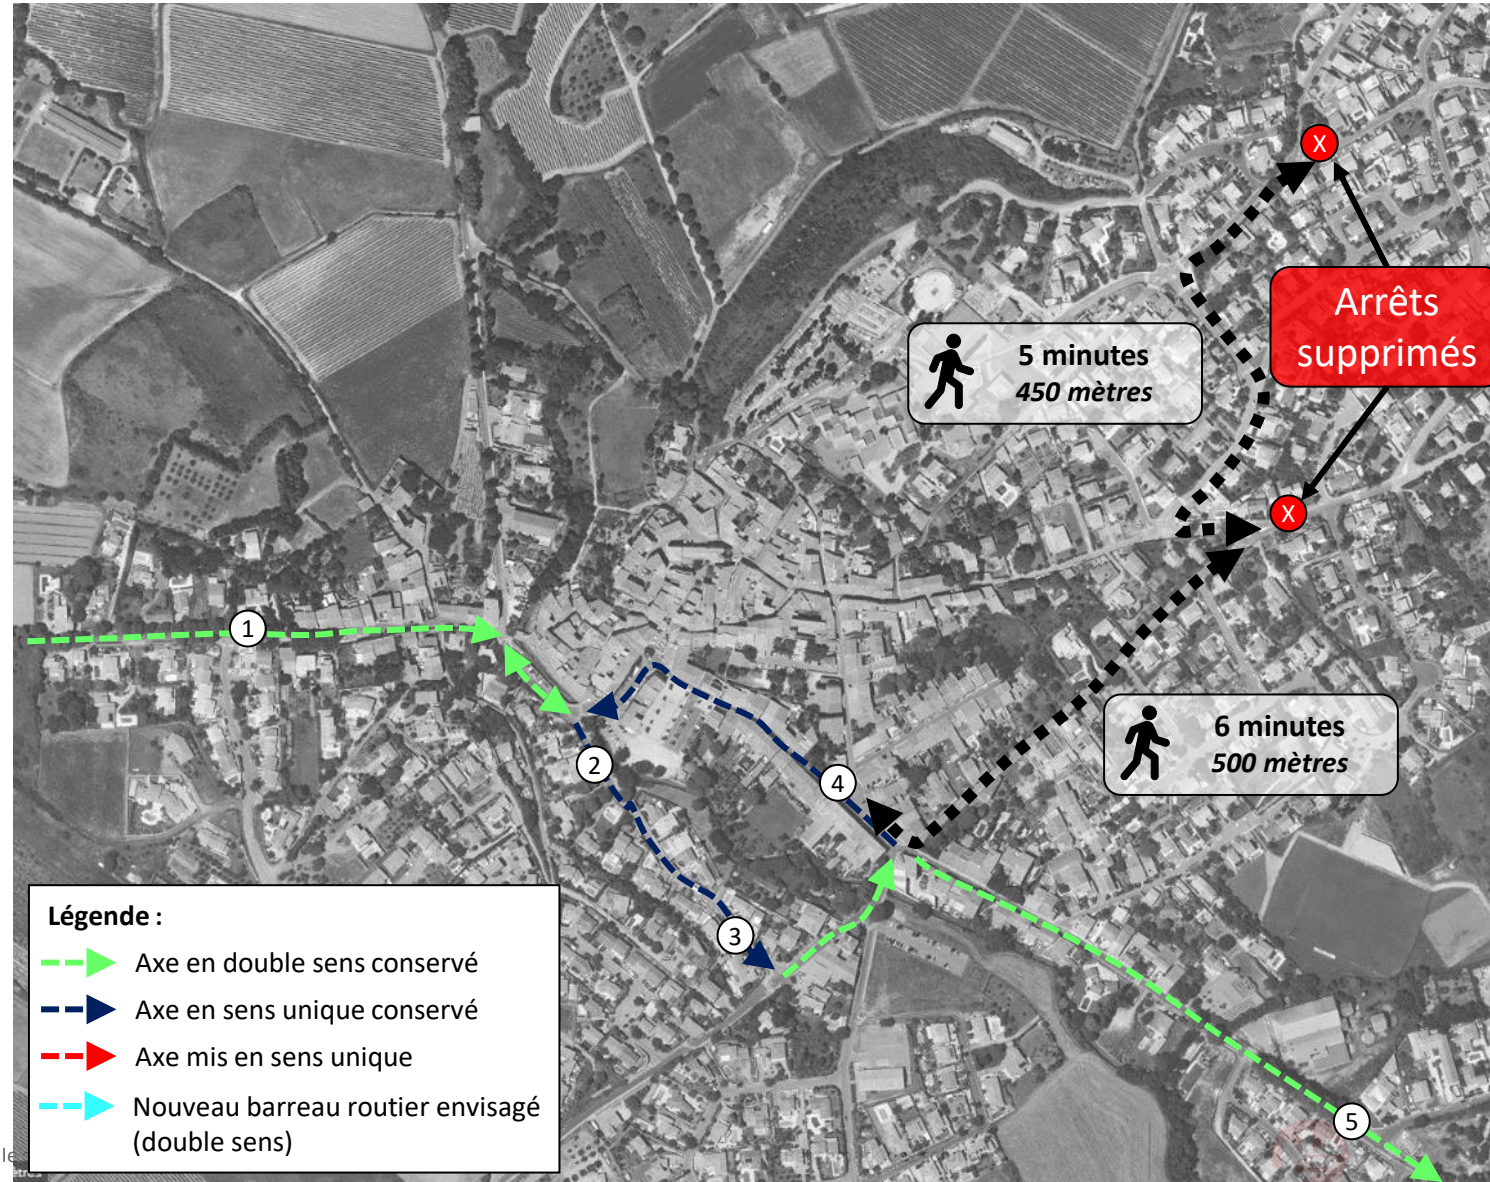 X
Arrêts
supprimés
5 minutes
450 mètres
X
1
6 minutes
500 mètres
2
4
3
Légende :
Axe en double sens conservé
Axe en sens unique conservé
Axe mis en sens unique
Nouveau barreau routier envisagé
(double sens)
5
le